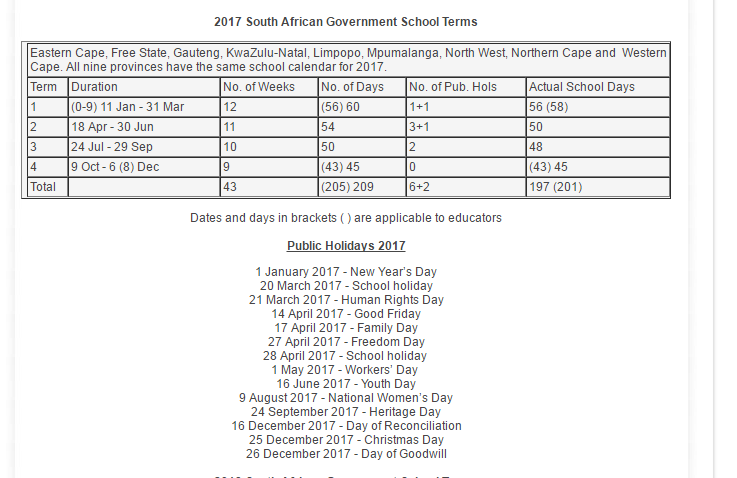 2017 South African Government School Terms
Eastern Cape, Free State, Gauteng, KwaZulu-Natal, Limpopo, Mpumalanga, North West, Northern Cape and Western
Cape. All nine provinces have the same school calendar for 2017.
Term Duration No. of Weeks No. of Days No. of Pub. Hols Actual School Days
1 (0-9) 11 Jan - 31 Mar 12 (56) 60 1+1 56 (58)
2 18 Apr - 30 Jun 11 54 3+1 50
3 24 Jul - 29 Sep 10 50 2 48
4 9 Oct - 6 (8) Dec 9 (43) 45 0 (43) 45
Total 43 (205) 209 6+2 197 (201)
Dates and days in brackets ( ) are applicable to educators
Public Holidays 2017
1 January 2017 - New Year's Day
20 March 2017 - School holiday
21 March 2017 - Human Rights Day
14 April 2017 - Good Friday
17 April 2017 - Family Day
27 April 2017 - Freedom Day
28 April 2017 - School holiday
1 May 2017 - Workers' Day
16 June 2017 - Youth Day
9 August 2017 - National Women's Day
24 September 2017 - Heritage Day
16 December 2017 - Day of Reconciliation
25 December 2017 - Christmas Day
26 December 2017 - Day of Goodwill